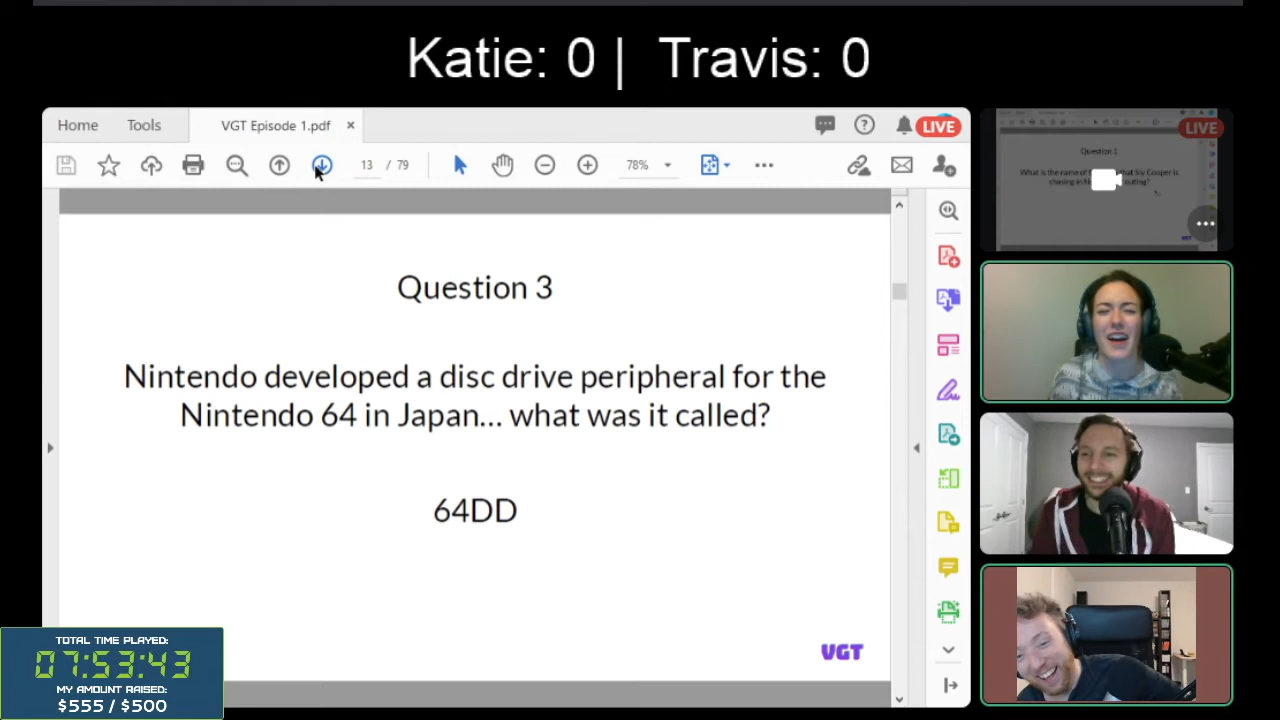 Katie: 0 | Travis: 0
Home Tools VGT Episode 1.pdf
LIVE
13 / 79
78%
Question 3
Nintendo developed a disc drive peripheral for the
Nintendo 64 in Japan... what was it called?
64DD
VGT
LIVE
Question 1
TOTAL TIME PLAYED:
07:53:43
MY AMOUNT RAISED:
$555 / $500